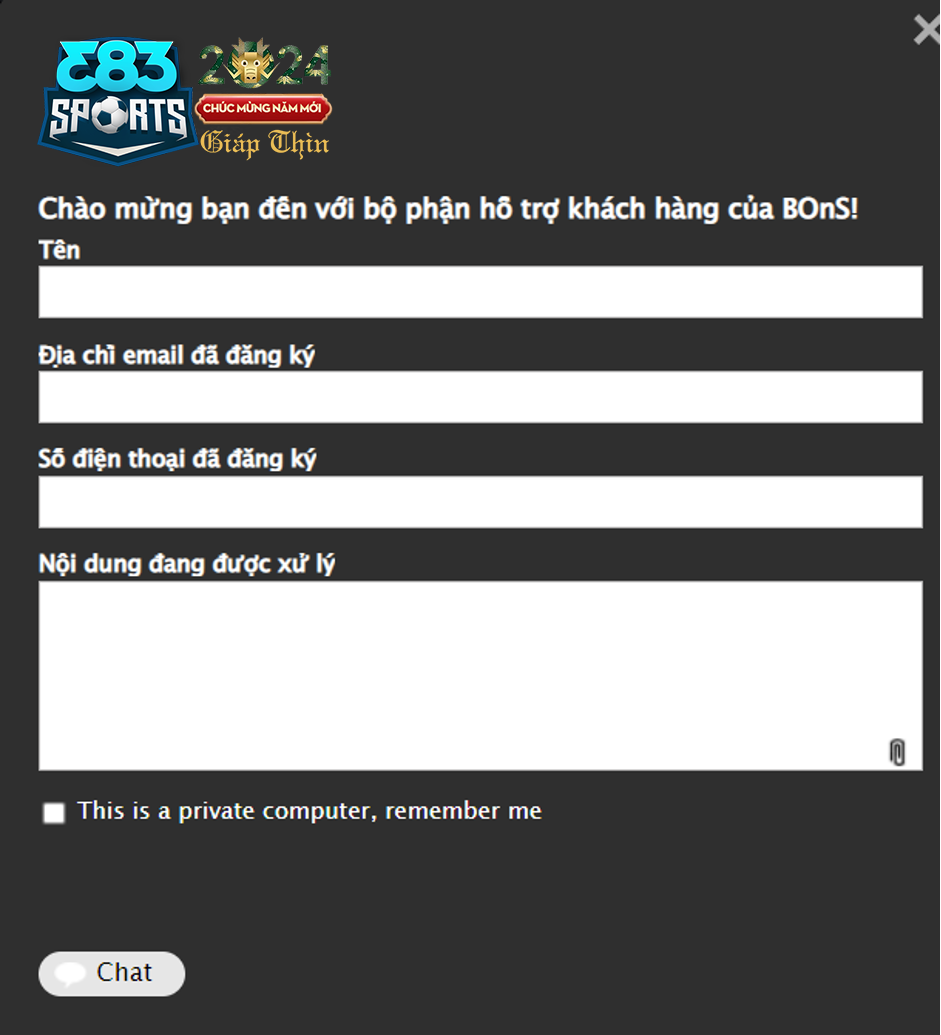 E83
SPORTS
2024
CHÚC MỪNG NĂM MỚI
Giáp Thìn
Chào mừng bạn đến với bộ phận hỗ trợ khách hàng của BOnS!
Tên
Địa chỉ email đã đăng ký
Số điện thoại đã đăng ký
Nội dung đang được xử lý
This is a private computer, remember me
Chat